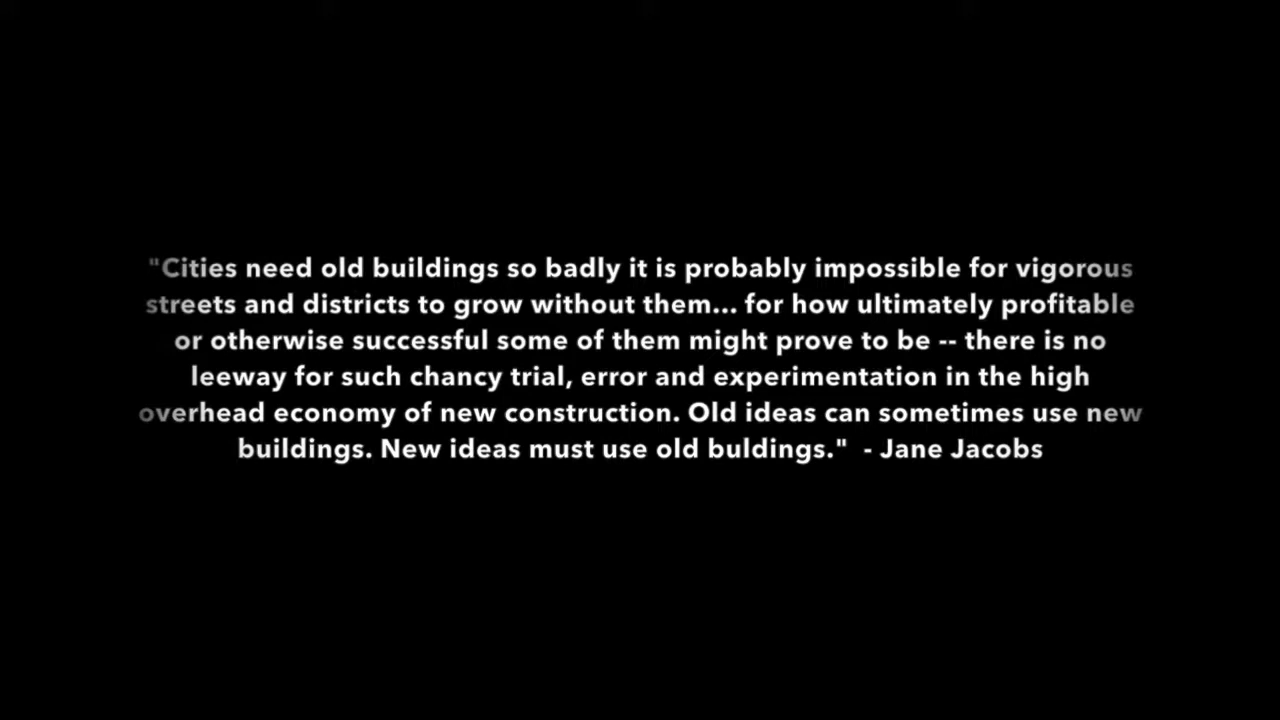 "Cities need old buildings so badly it is probably impossible for vigorous
streets and districts to grow without them... for how ultimately profitable
or otherwise successful some of them might prove to be -- there is no
leeway for such chancy trial, error and experimentation in the high
overhead economy of new construction. Old ideas can sometimes use new
buildings. New ideas must use old buldings."  - Jane Jacobs